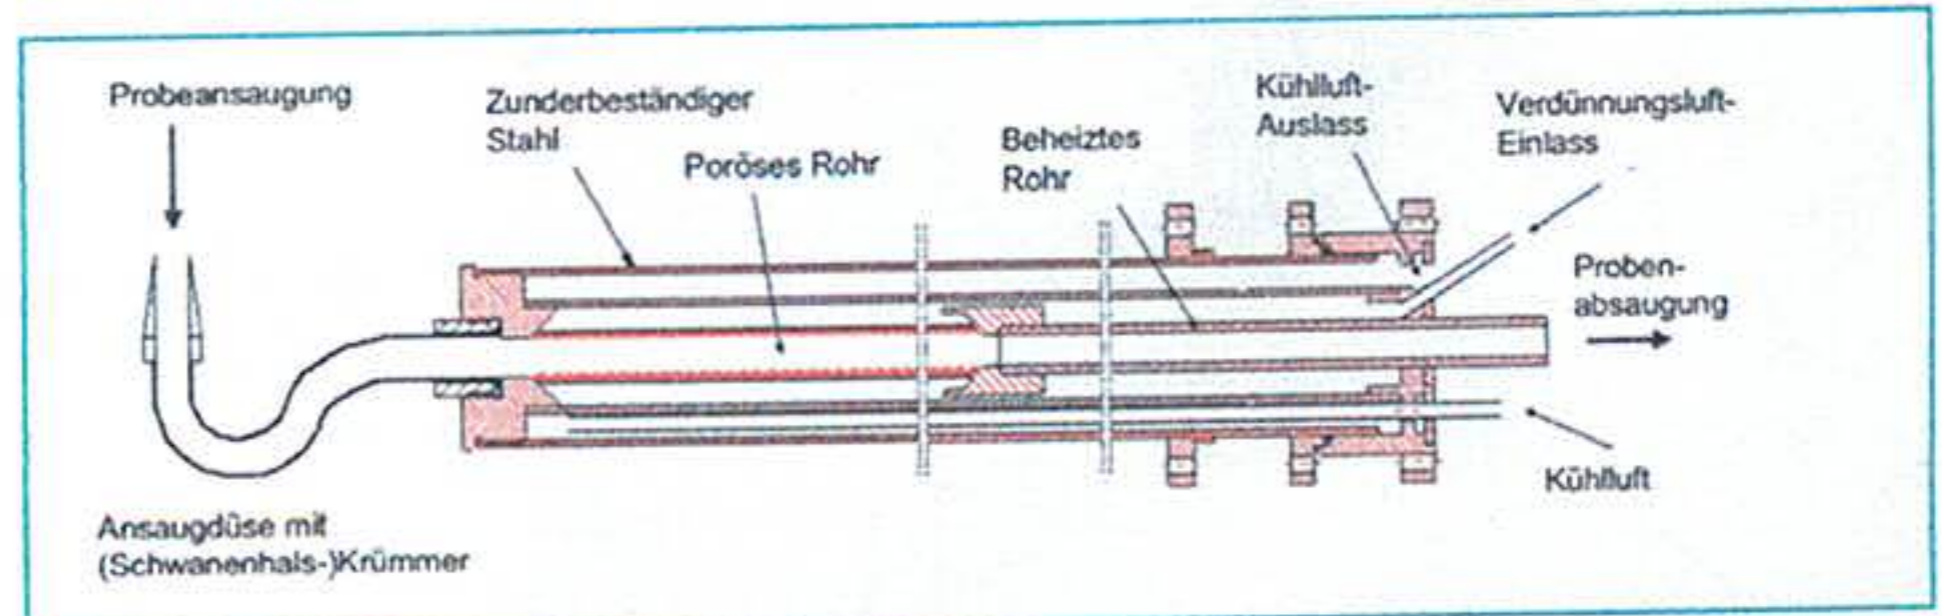 Probeansaugung
Zunderbeständiger
Stahl
Poröses Rohr
Beheiztes
Rohr
Kühlluft-
Auslass
Verdünnungsluft-
Einlass
Proben-
absaugung
Kühlluft
Ansaugdüse mit
(Schwanenhals-)Krümmer